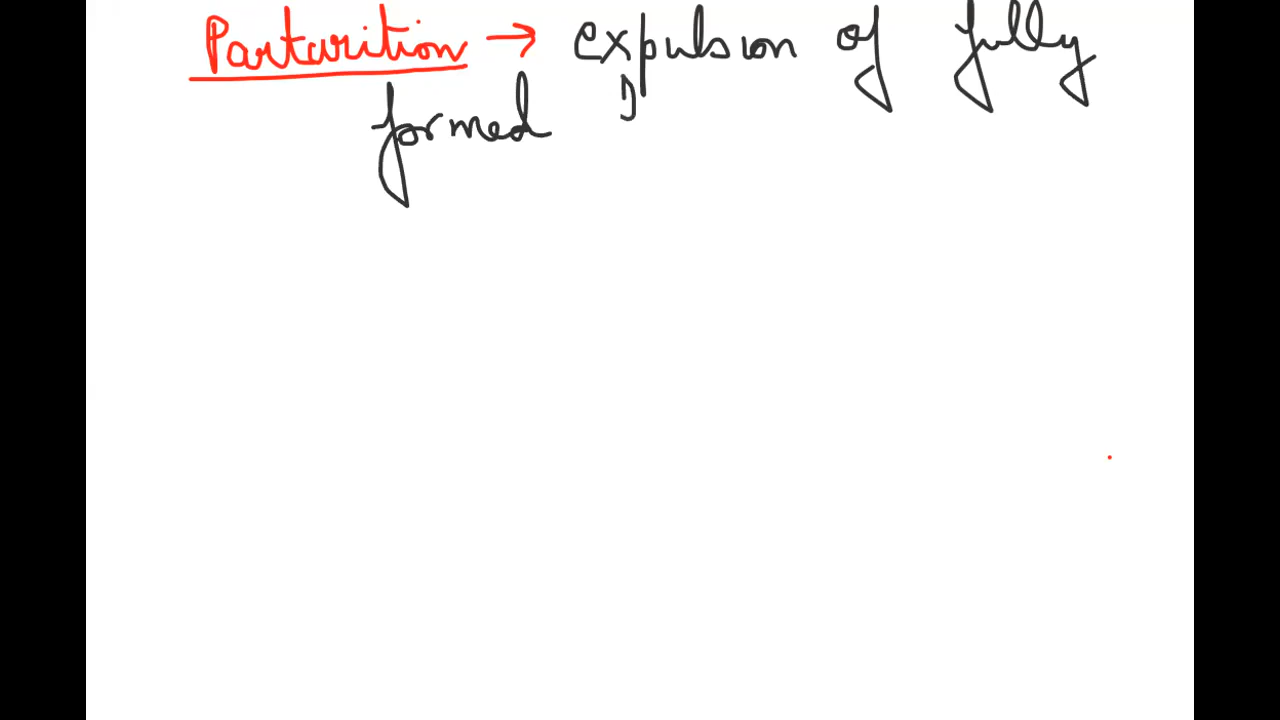 Parturition → expulsion of fully
formed